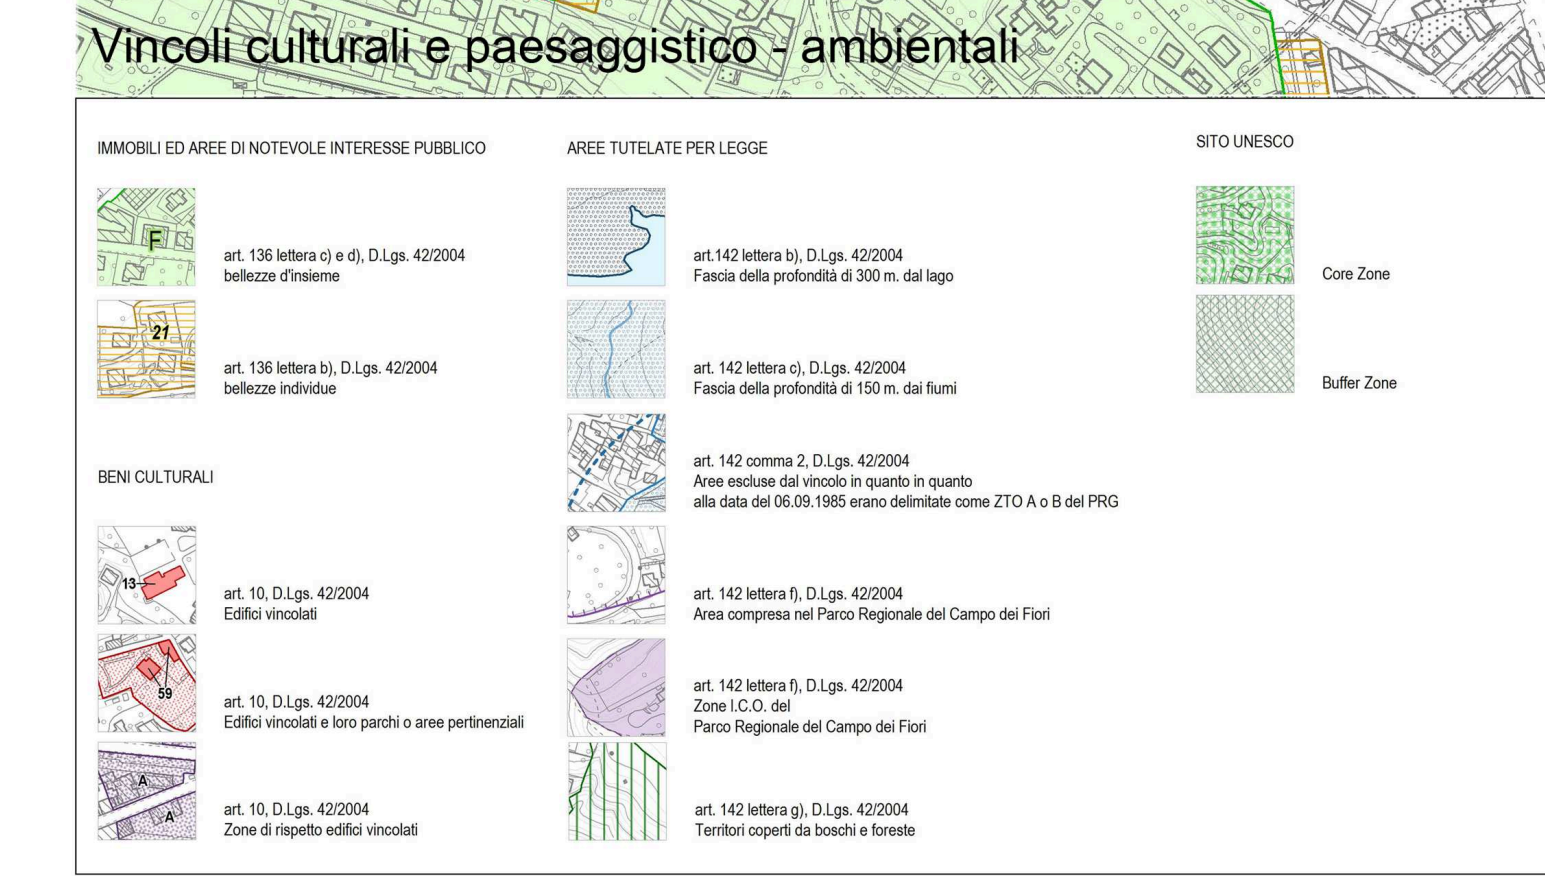 Vincoli culturali e paesaggistico - ambientali
IMMOBILI ED AREE DI NOTEVOLE INTERESSE PUBBLICO
F
art. 136 lettera c) e d), D.Lgs. 42/2004
bellezze d'insieme
21
art. 136 lettera b), D.Lgs. 42/2004
bellezze individue
BENI CULTURALI
13
art. 10, D.Lgs. 42/2004
Edifici vincolati
59
art. 10, D.Lgs. 42/2004
Edifici vincolati e loro parchi o aree pertinenziali
A
A
art. 10, D.Lgs. 42/2004
Zone di rispetto edifici vincolati
AREE TUTELATE PER LEGGE
art.142 lettera b), D.Lgs. 42/2004
Fascia della profondità di 300 m. dal lago
art. 142 lettera c), D.Lgs. 42/2004
Fascia della profondità di 150 m. dai fiumi
art. 142 comma 2, D.Lgs. 42/2004
Aree escluse dal vincolo in quanto in quanto
alla data del 06.09.1985 erano delimitate come ZTO A o B del PRG
art. 142 lettera f), D.Lgs. 42/2004
Area compresa nel Parco Regionale del Campo dei Fiori
art. 142 lettera f), D.Lgs. 42/2004
Zone I.C.O. del
Parco Regionale del Campo dei Fiori
art. 142 lettera g), D.Lgs. 42/2004
Territori coperti da boschi e foreste
SITO UNESCO
Core Zone
Buffer Zone